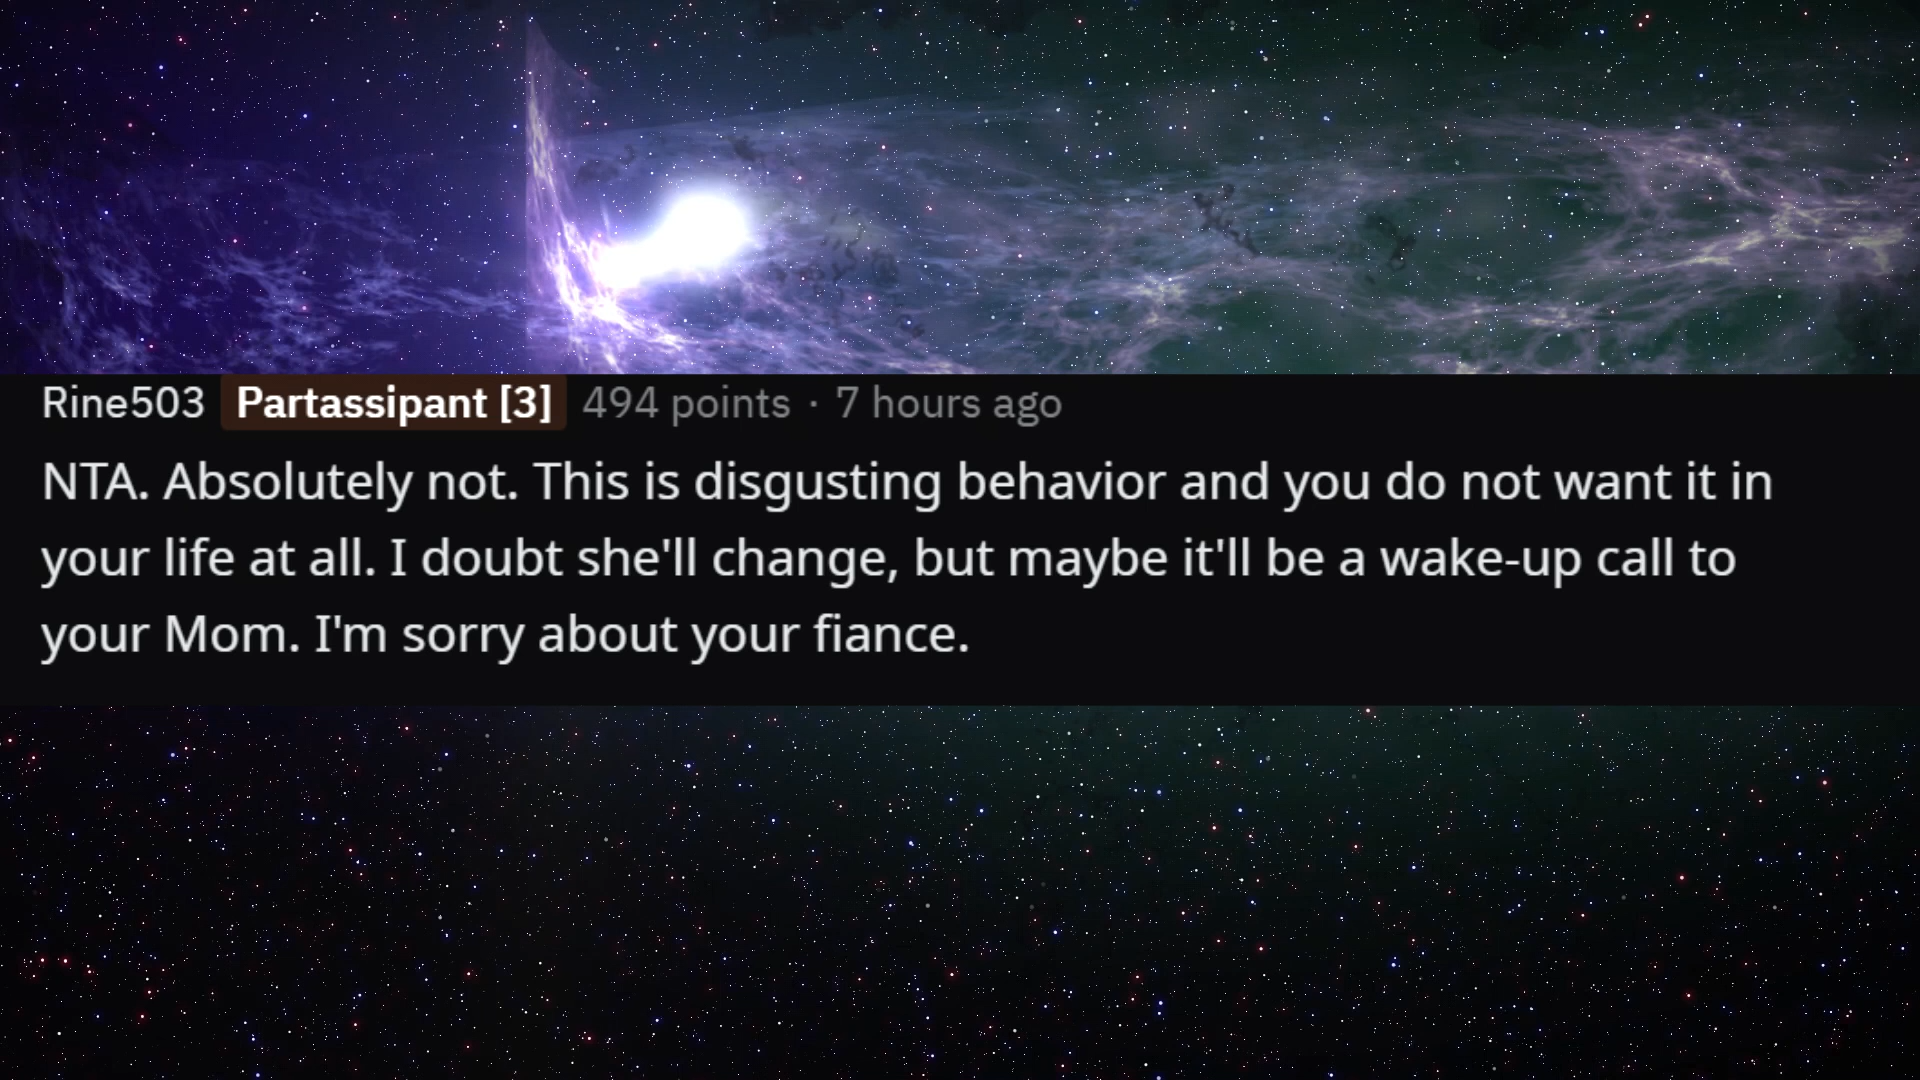 Rine503 Partassipant [3] 494 points · 7 hours ago
NTA. Absolutely not. This is disgusting behavior and you do not want it in
your life at all. I doubt she'll change, but maybe it'll be a wake-up call to
your Mom. I'm sorry about your fiance.